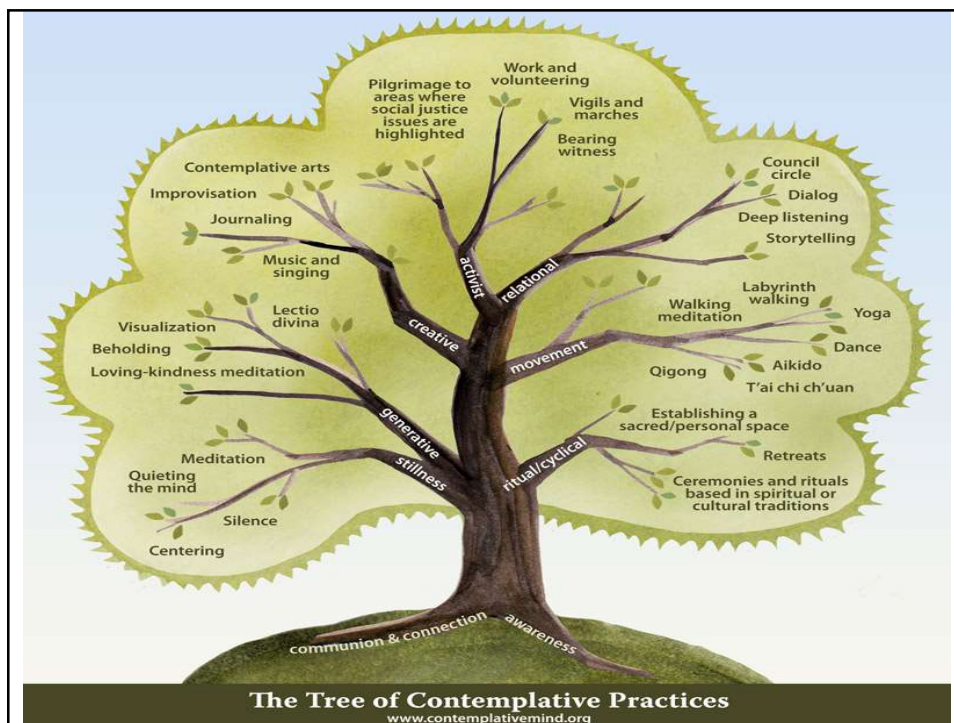 Work and
volunteering
Pilgrimage to
areas where
social justice
issues are
highlighted
Vigils and
marches
Bearing
witness
Council
circle
Dialog
Deep listening
Storytelling
Contemplative arts
Improvisation
Journaling
Music and
singing
activist
relational
creative
Lectio
divina
Visualization
Beholding
Loving-kindness meditation
generative
Labyrinth
walking
Walking
meditation
Yoga
movement
Dance
Qigong
Aikido
T'ai chi ch'uan
Meditation
Quieting
the mind
Silence
Centering
stillness
Establishing a
sacred/personal space
Retreats
ritual/cyclical
Ceremonies and rituals
based in spiritual or
cultural traditions
communion & connection
awareness
The Tree of Contemplative Practices
www.contemplativemind.org